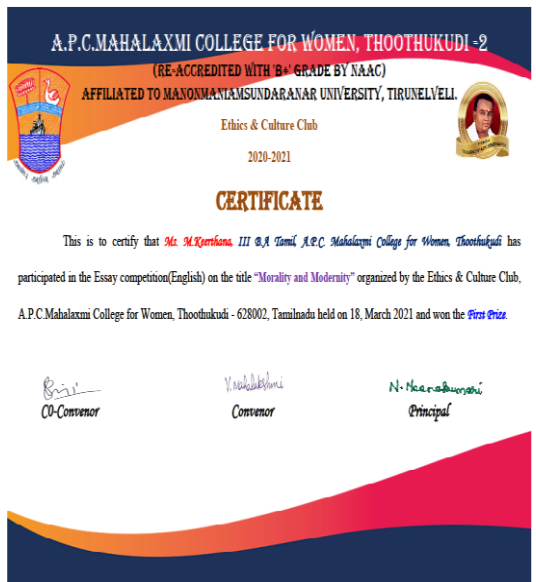 A.P.C.MAHALAXMI COLLEGE FOR WOMEN, THOOTHUKUDI -2
(RE-ACCREDITED WITH 'B+' GRADE BY NAAC)
AFFILIATED TO MANONMANIAMSUNDARANAR UNIVERSITY, TIRUNELVELI.
Ethics & Culture Club
2020-2021
CERTIFICATE
This is to certify that Ms. M.Keerthana, III B.A Tamil, A.P.C. Mahalaxmi College for Women, Thoothukudi has
participated in the Essay competition(English) on the title “Morality and Modernity” organized by the Ethics & Culture Club,
A.P.C.Mahalaxmi College for Women, Thoothukudi - 628002, Tamilnadu held on 18, March 2021 and won the First Prize.
V. Mahalakshmi
N. Meenakumari
CO-Convenor
Convenor
Principal